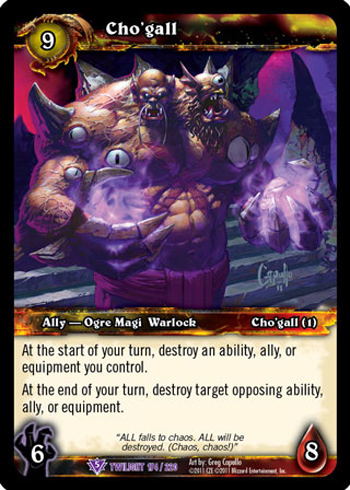 Cho'gall
9
Capullo
Ally — Ogre Magi Warlock
Cho'gall (1)
At the start of your turn, destroy an ability, ally, or
equipment you control.
At the end of your turn, destroy target opposing ability,
ally, or equipment.
"ALL falls to chaos. ALL will be
destroyed. (Chaos, chaos!)"
6
8
TWILIGHT 174 / 220
Art by: Greg Capullo
©2011 CZE ©2011 Blizzard Entertainment, Inc.